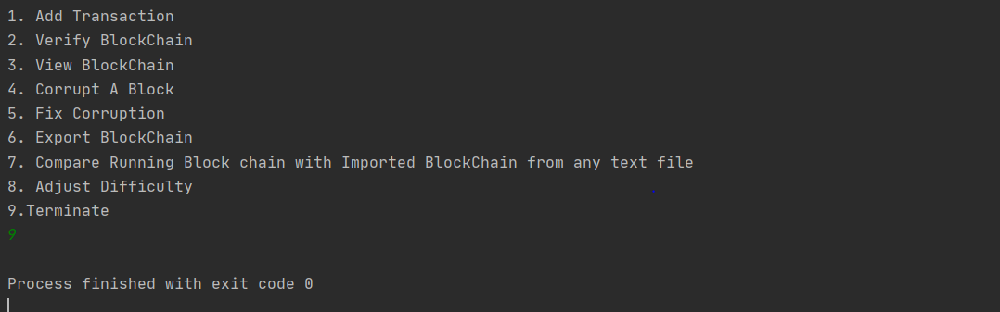 1. Add Transaction
2. Verify BlockChain
3. View BlockChain
4. Corrupt A Block
5. Fix Corruption
6. Export BlockChain
7. Compare Running Block chain with Imported BlockChain from any text file
8. Adjust Difficulty
9.Terminate
9
Process finished with exit code 0